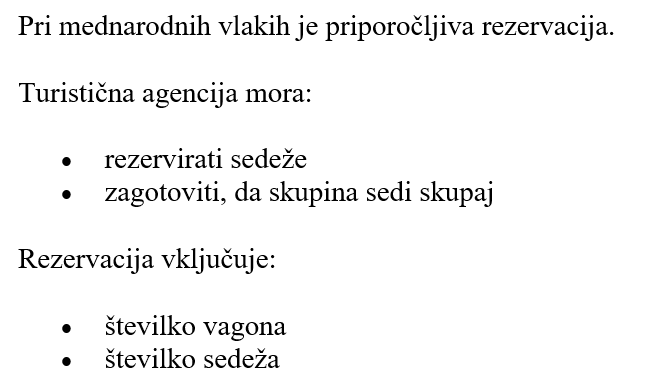 Pri mednarodnih vlakih je priporočljiva rezervacija.
Turistična agencija mora:
• rezervirati sedeže
• zagotoviti, da skupina sedi skupaj
Rezervacija vključuje:
• številko vagona
• številko sedeža